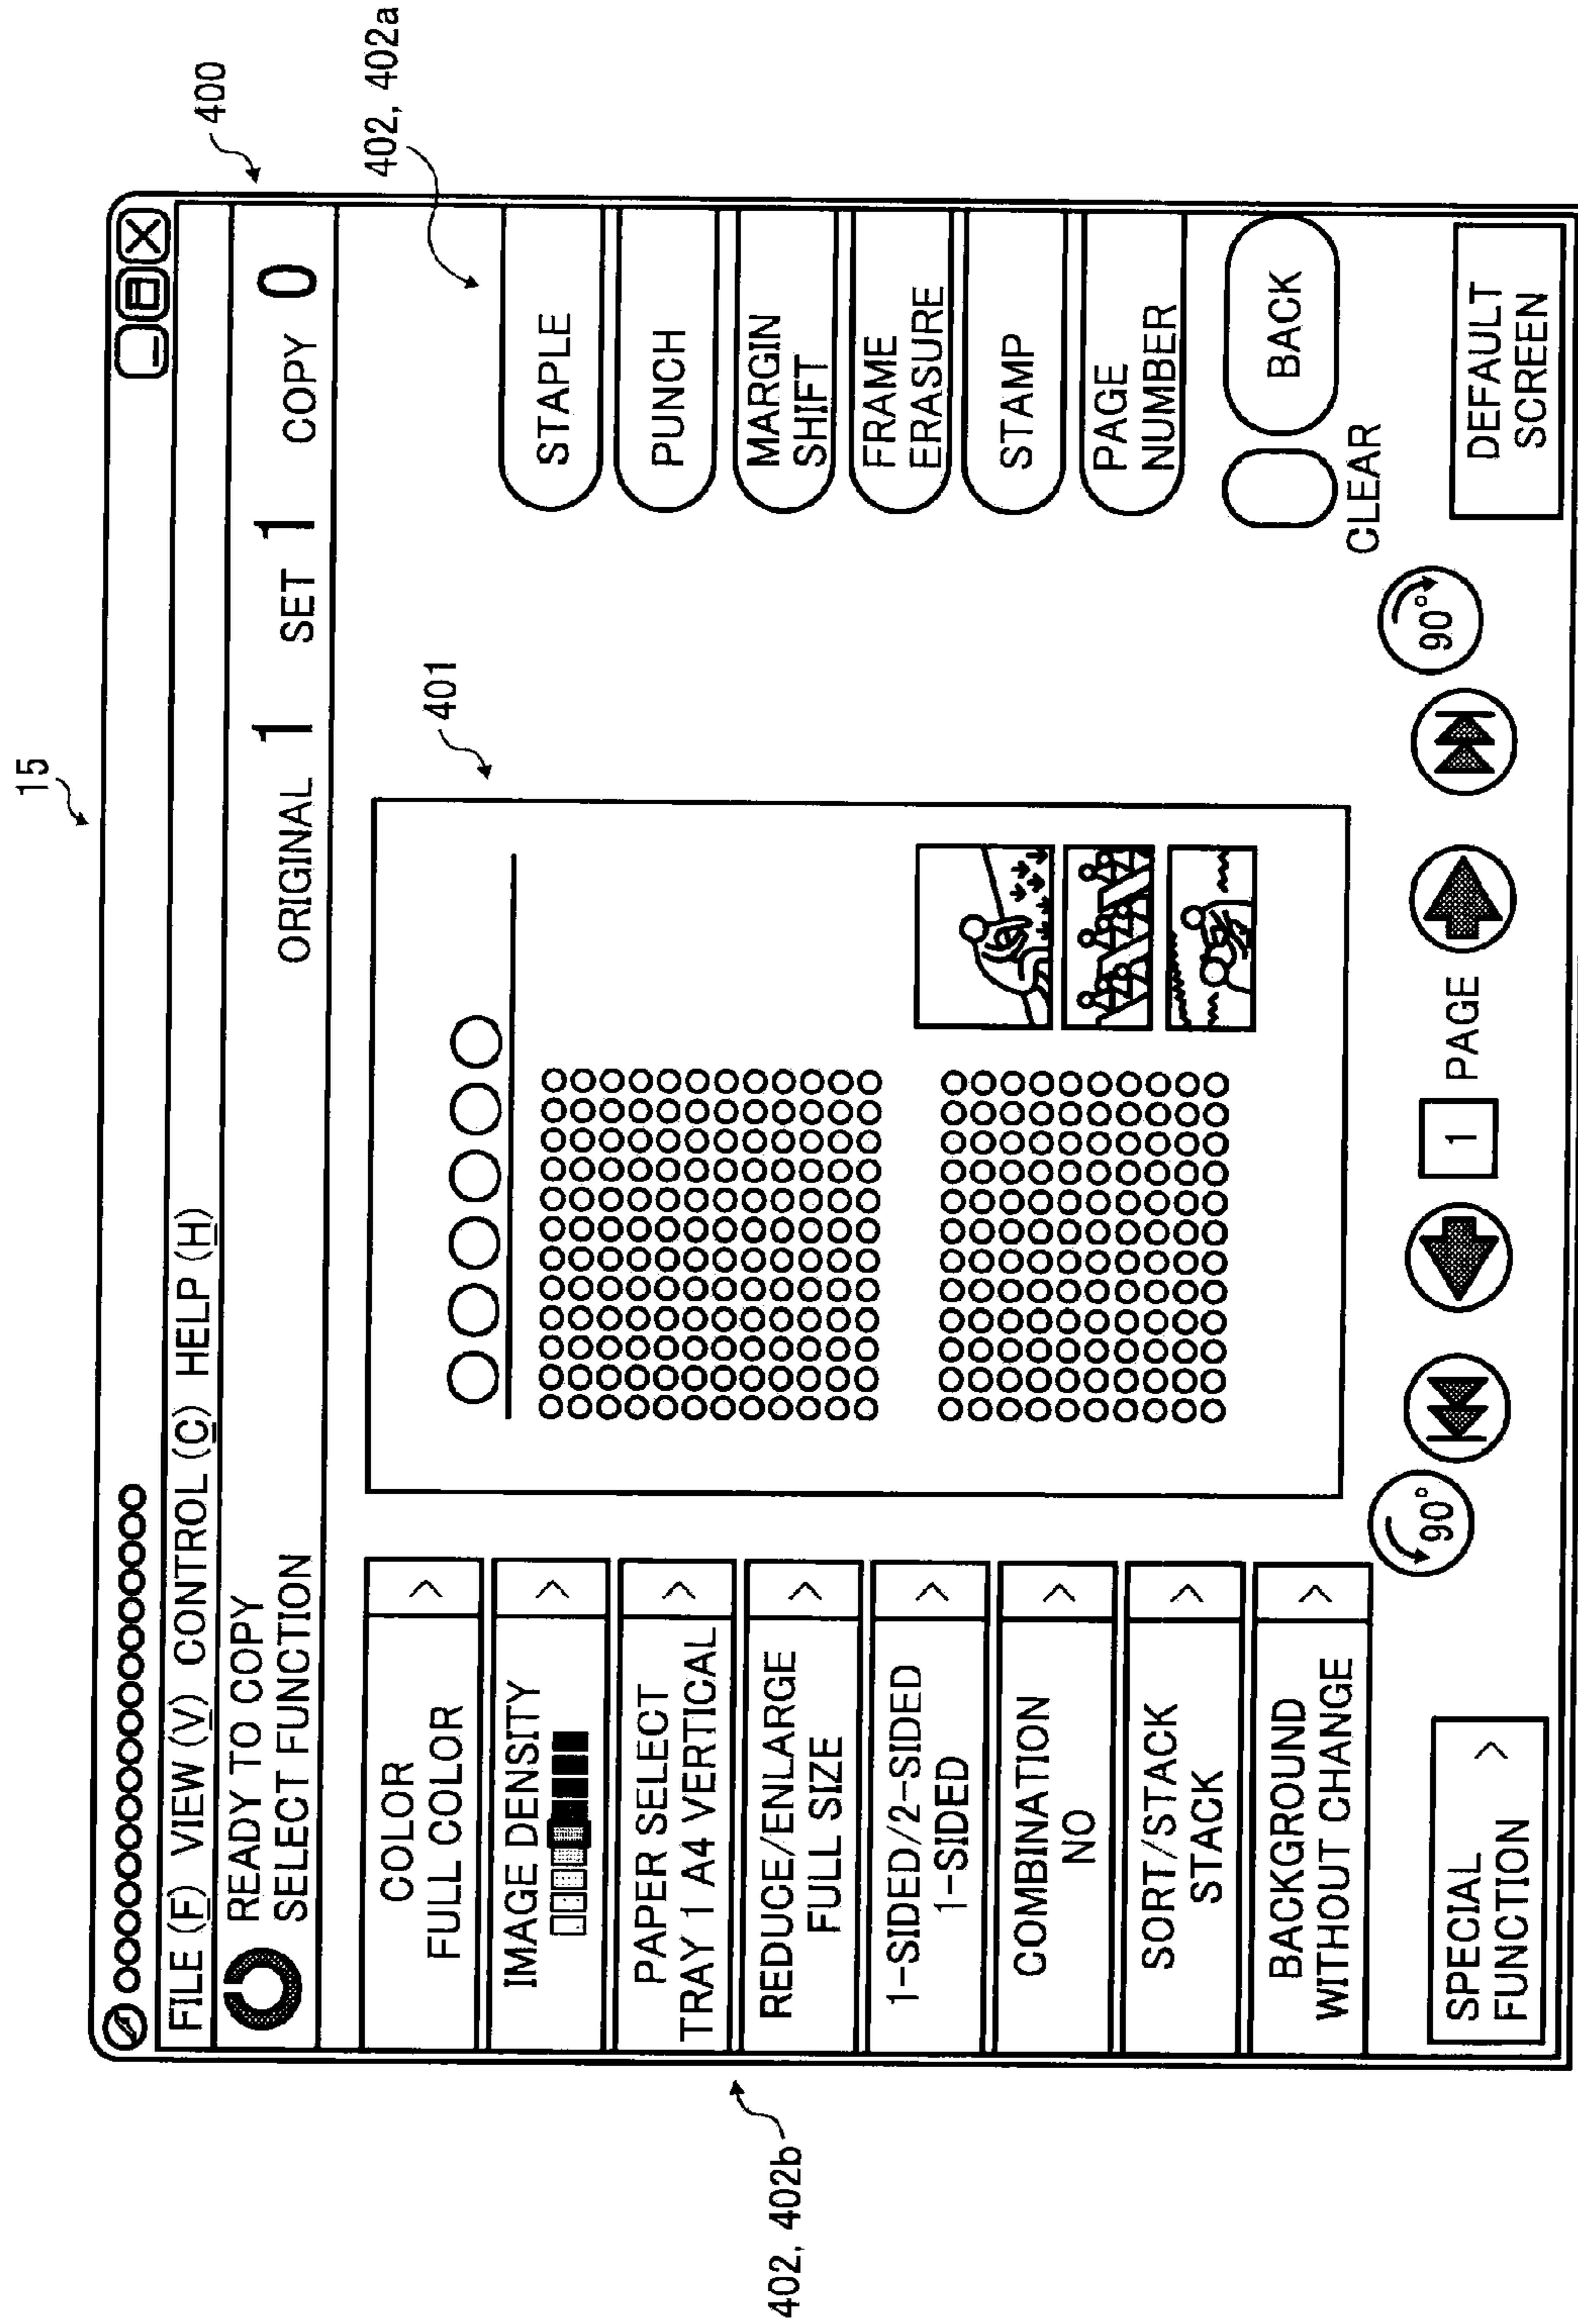 15
400
○○○○○○○○○○○○○○○○○○
FILE (F) VIEW (V) CONTROL (C) HELP (H)
READY TO COPY
SELECT FUNCTION
ORIGINAL 1 SET 1 COPY 0
402, 402a
401
402, 402b
COLOR
FULL COLOR
>
IMAGE DENSITY
>
PAPER SELECT
TRAY 1 A4 VERTICAL
>
REDUCE/ENLARGE
FULL SIZE
>
1-SIDED/2-SIDED
1-SIDED
>
COMBINATION
NO
>
SORT/STACK
STACK
>
BACKGROUND
WITHOUT CHANGE
>
SPECIAL
FUNCTION >
STAPLE
PUNCH
MARGIN
SHIFT
FRAME
ERASURE
STAMP
PAGE
NUMBER
BACK
CLEAR
90°
1 PAGE
90°
DEFAULT
SCREEN